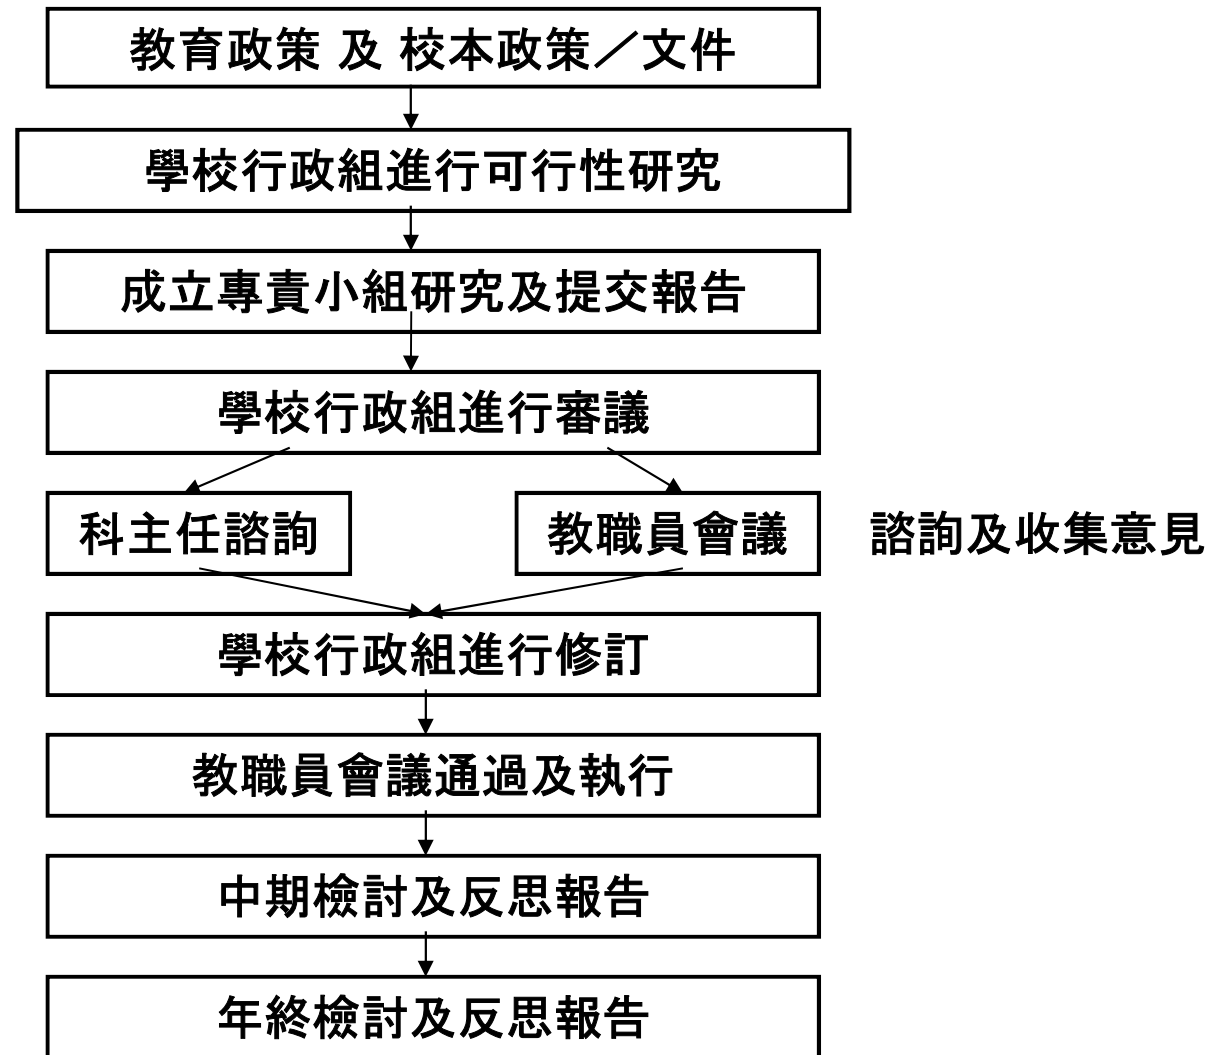 教育政策 及 校本政策／文件
學校行政組進行可行性研究
成立專責小組研究及提交報告
學校行政組進行審議
科主任諮詢
教職員會議
諮詢及收集意見
學校行政組進行修訂
教職員會議通過及執行
中期檢討及反思報告
年終檢討及反思報告